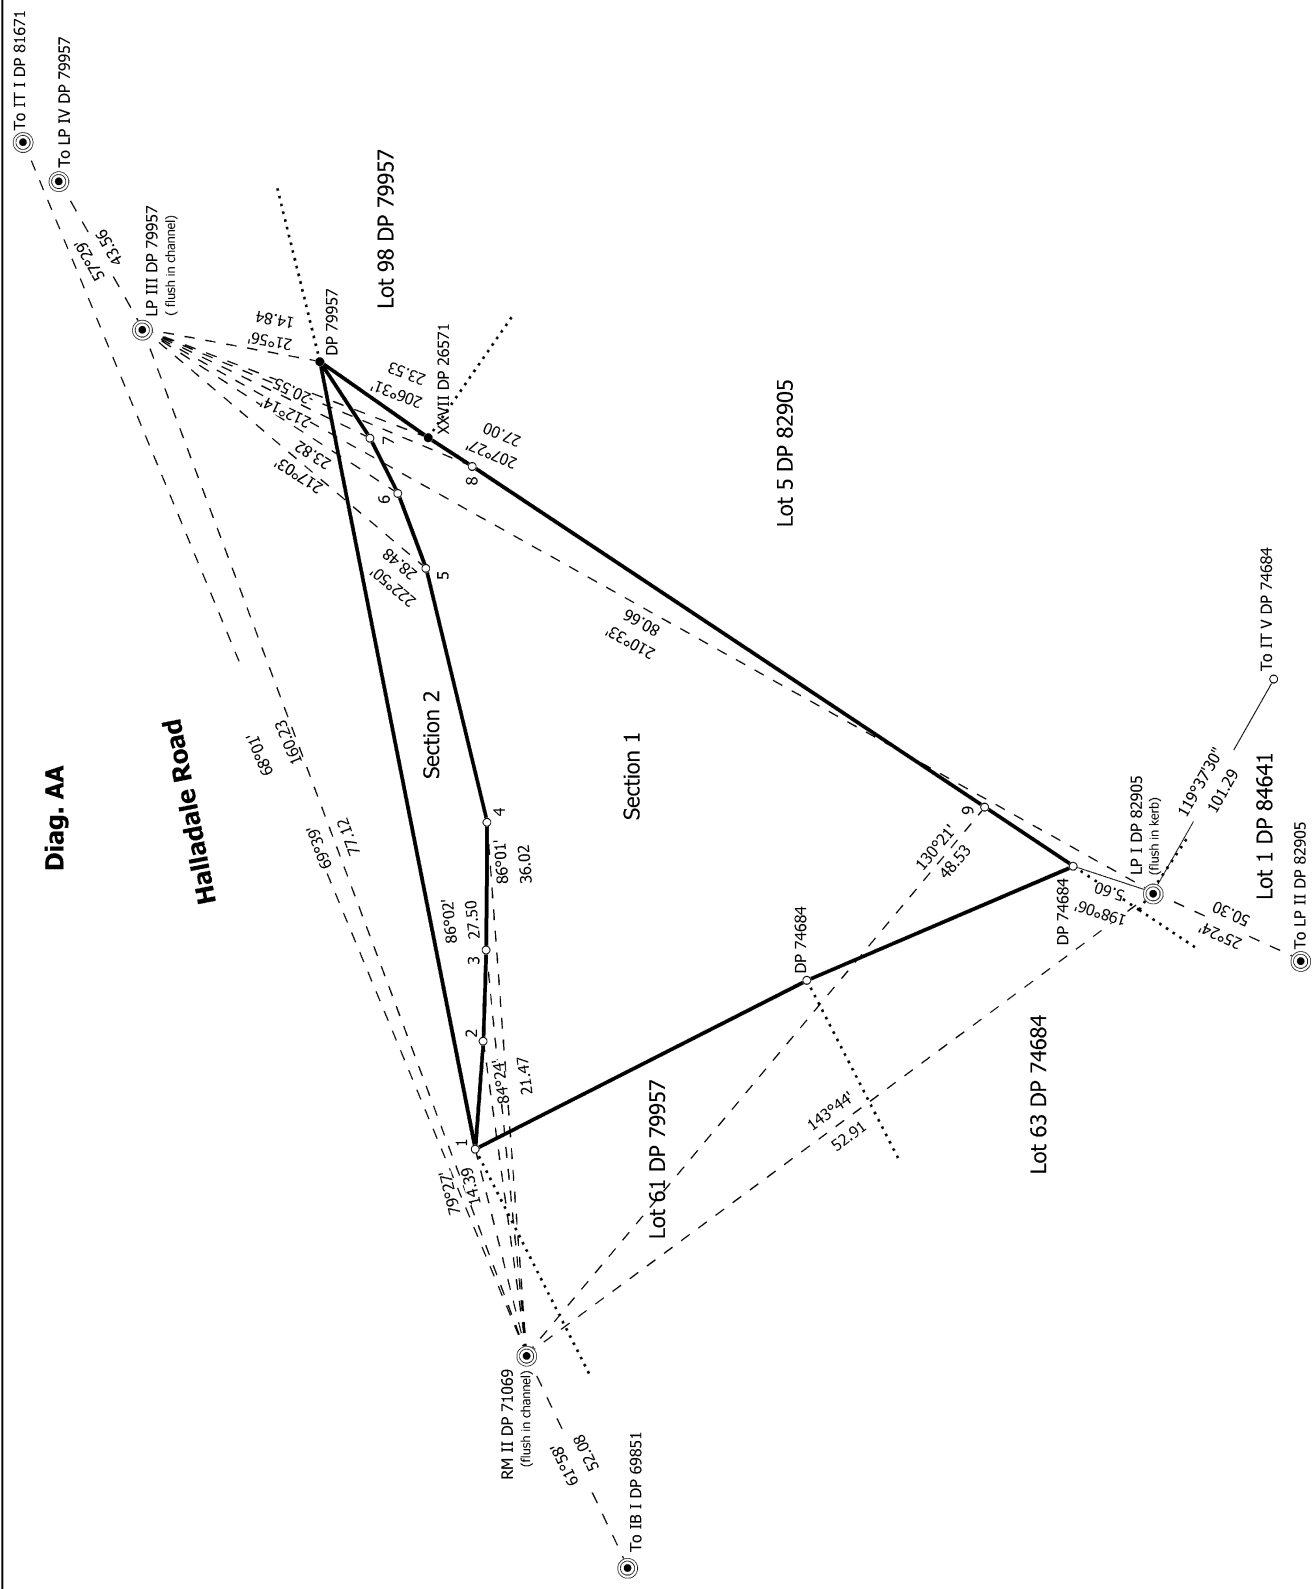 Diag. AA
To IT I DP 81671
To LP IV DP 79957
57°29'
43.56
LP III DP 79957
( flush in channel)
Halladale Road
Lot 98 DP 79957
14.84
21°56'
DP 79957
23.53
206°31'
XXVII DP 26571
20.55
212°14'
23.82
217°03'
27.00
207°27'
28.48
222°50'
7
6
5
8
68°01'
160.23
69°39'
77.12
Section 2
Section 1
Lot 5 DP 82905
80.66
210°33'
4
86°01'
36.02
86°02'
27.50
3
2
84°24'
21.47
1
79°27'
14.39
RM II DP 71069
(flush in channel)
61°58'
52.08
To IB I DP 69851
Lot 61 DP 79957
DP 74684
130°21'
48.53
9
143°44'
52.91
Lot 63 DP 74684
DP 74684
5.60
198°06'
LP I DP 82905
(flush in kerb)
119°37'30"
101.29
To IT V DP 74684
Lot 1 DP 84641
50.30
25°24'
To LP II DP 82905